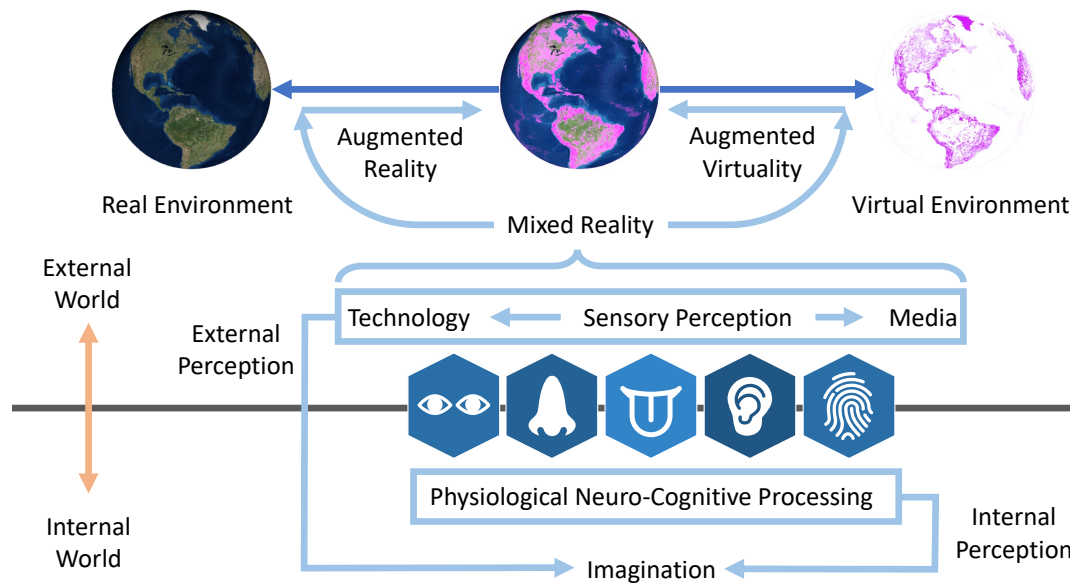 Augmented
Reality
Augmented
Virtuality
Real Environment
Virtual Environment
Mixed Reality
External
World
External
Perception
Technology
Sensory Perception
Media
Physiological Neuro-Cognitive Processing
Internal
World
Internal
Perception
Imagination